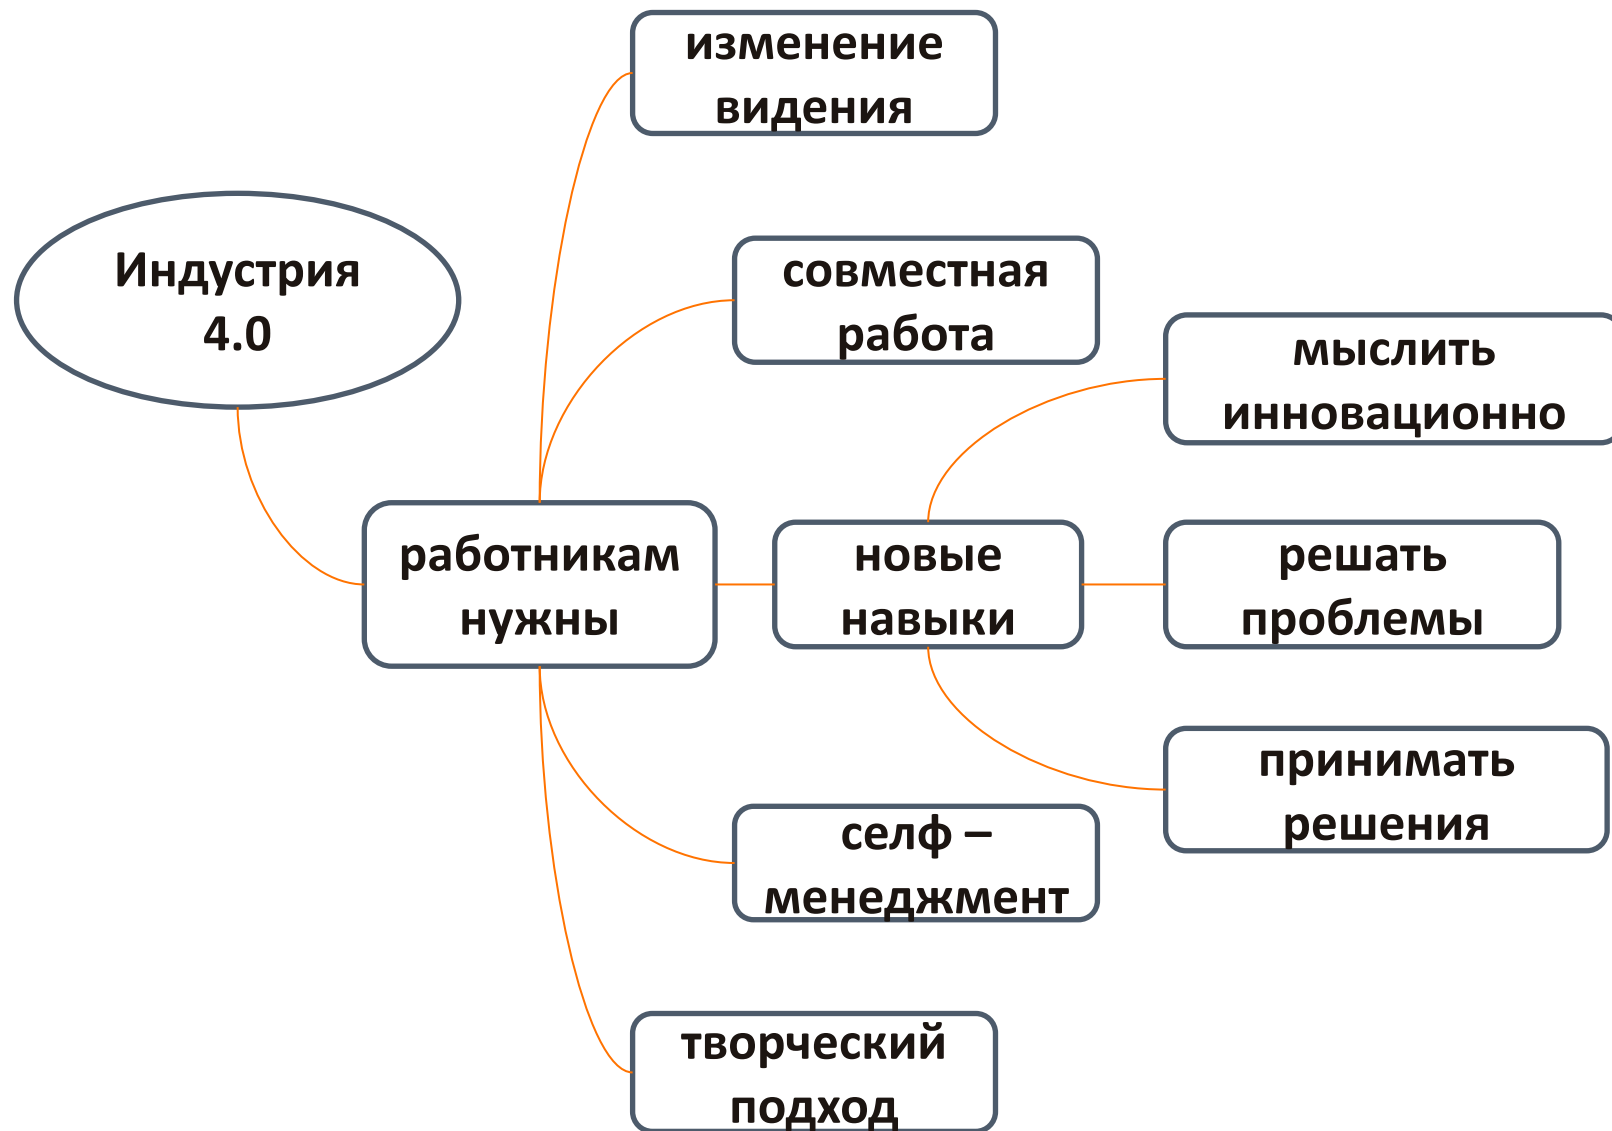 изменение
видения
Индустрия
4.0
совместная
работа
мыслить
инновационно
работникам
нужны
новые
навыки
решать
проблемы
принимать
решения
селф –
менеджмент
творческий
подход